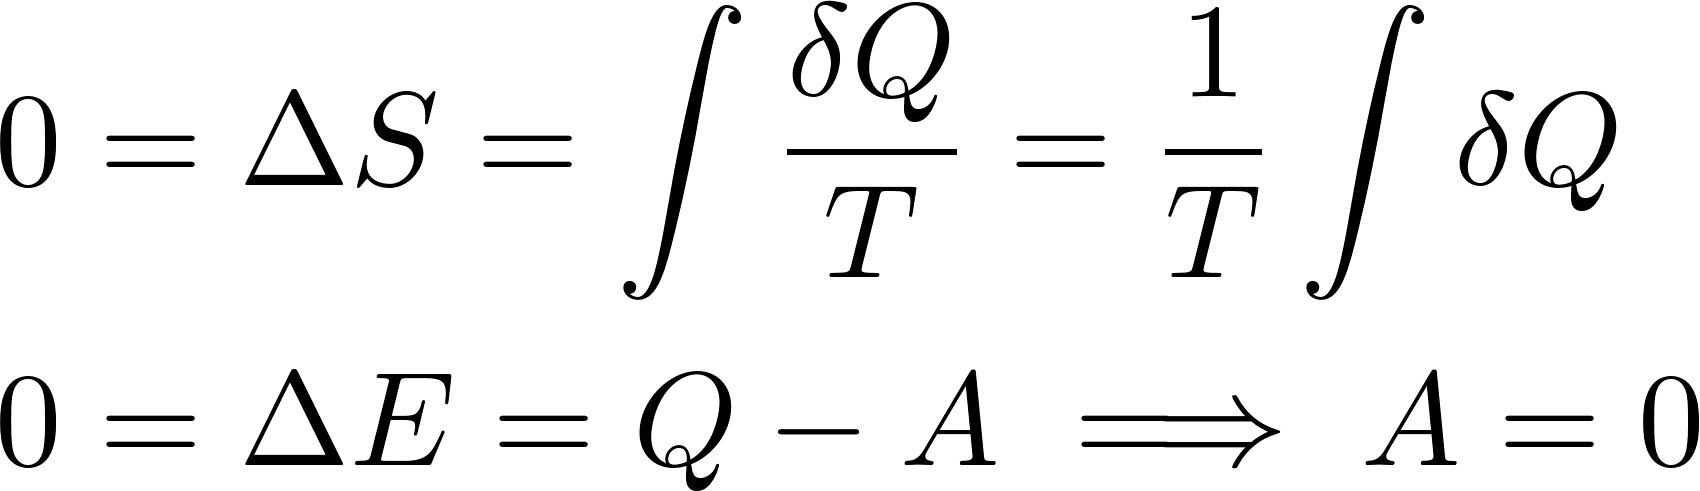 0 = ΔS = ∫ δQ/T = 1/T ∫ δQ
0 = ΔE = Q − A ⟹ A = 0